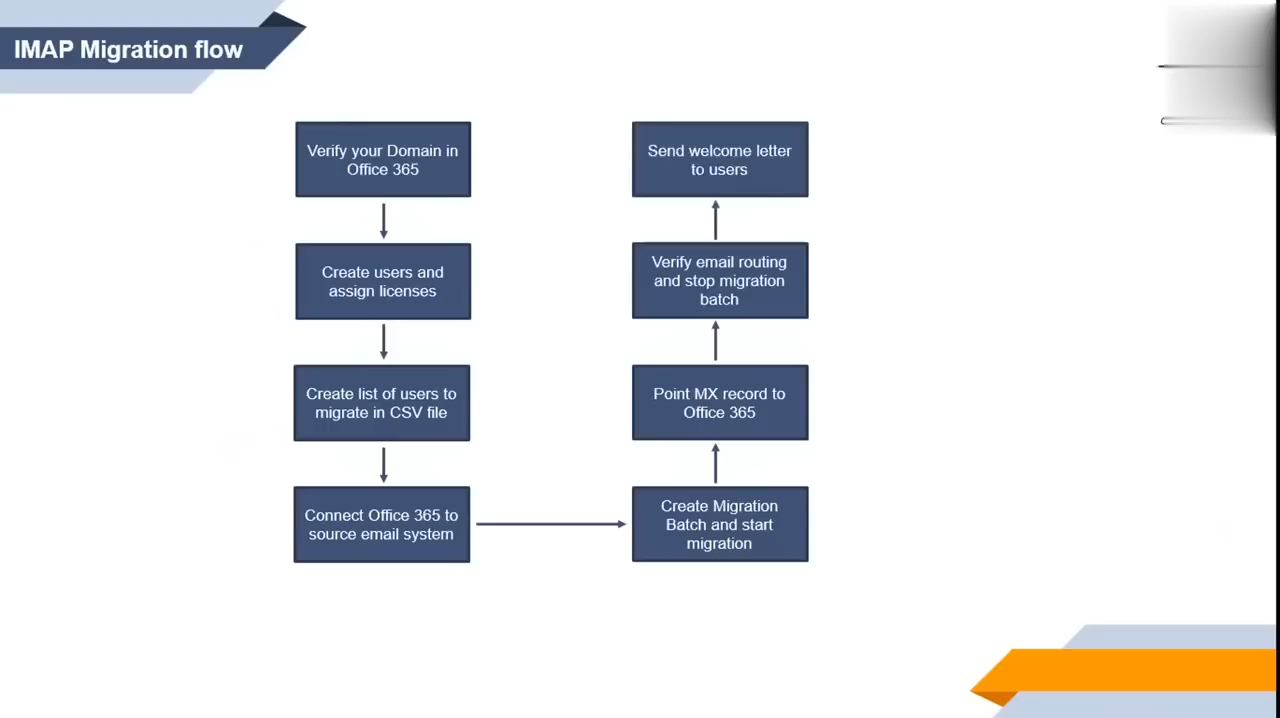 IMAP Migration flow
Verify your Domain in
Office 365
Create users and
assign licenses
Create list of users to
migrate in CSV file
Connect Office 365 to
source email system
Create Migration
Batch and start
migration
Point MX record to
Office 365
Verify email routing
and stop migration
batch
Send welcome letter
to users